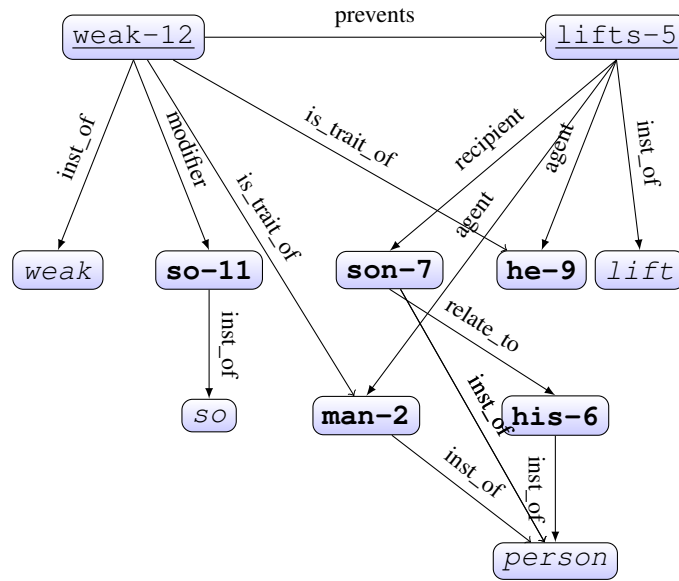 prevents
weak-12
lifts-5
inst_of
modifier
is_trait_of
is_trait_of
recipient
agent
agent
inst_of
weak
so-11
son-7
he-9
lift
inst_of
relate_to
so
man-2
inst_of
his-6
inst_of
inst_of
person